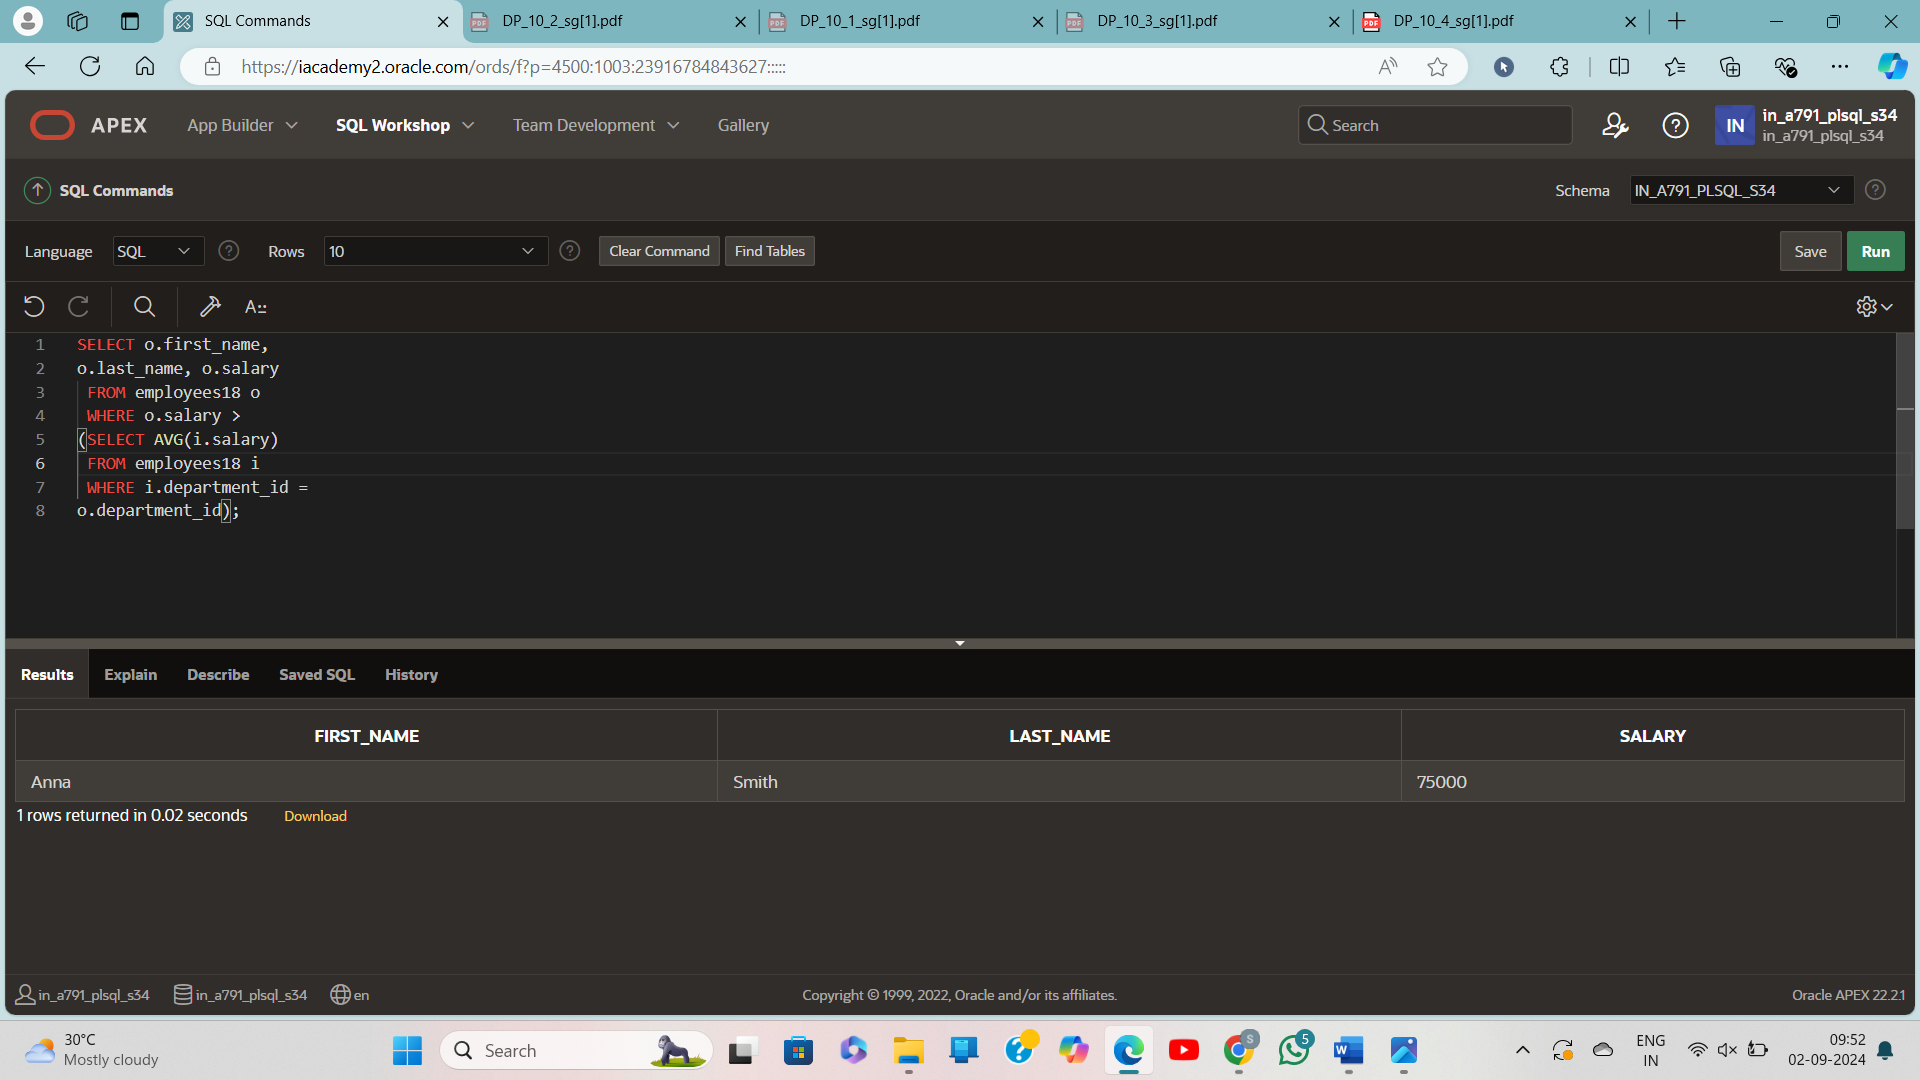 SQL Commands
DP_10_2_sg[1].pdf
DP_10_1_sg[1].pdf
DP_10_3_sg[1].pdf
DP_10_4_sg[1].pdf
https://iacademy2.oracle.com/ords/f?p=4500:1003:23916784843627:::::
APEX
App Builder
SQL Workshop
Team Development
Gallery
Search
IN
in_a791_plsql_s34
in_a791_plsql_s34
SQL Commands
Schema
IN_A791_PLSQL_S34
Language
SQL
Rows
10
Clear Command
Find Tables
Save
Run
A::
1 SELECT o.first_name,
2 o.last_name, o.salary
3 FROM employees18 o
4 WHERE o.salary >
5 (SELECT AVG(i.salary)
6 FROM employees18 i
7 WHERE i.department_id =
8 o.department_id);
Results
Explain
Describe
Saved SQL
History
FIRST_NAME LAST_NAME SALARY
Anna Smith 75000
1 rows returned in 0.02 seconds
Download
in_a791_plsql_s34
in_a791_plsql_s34
en
Copyright © 1999, 2022, Oracle and/or its affiliates.
Oracle APEX 22.2.1
30°C
Mostly cloudy
Search
S
5
ENG
IN
09:52
02-09-2024